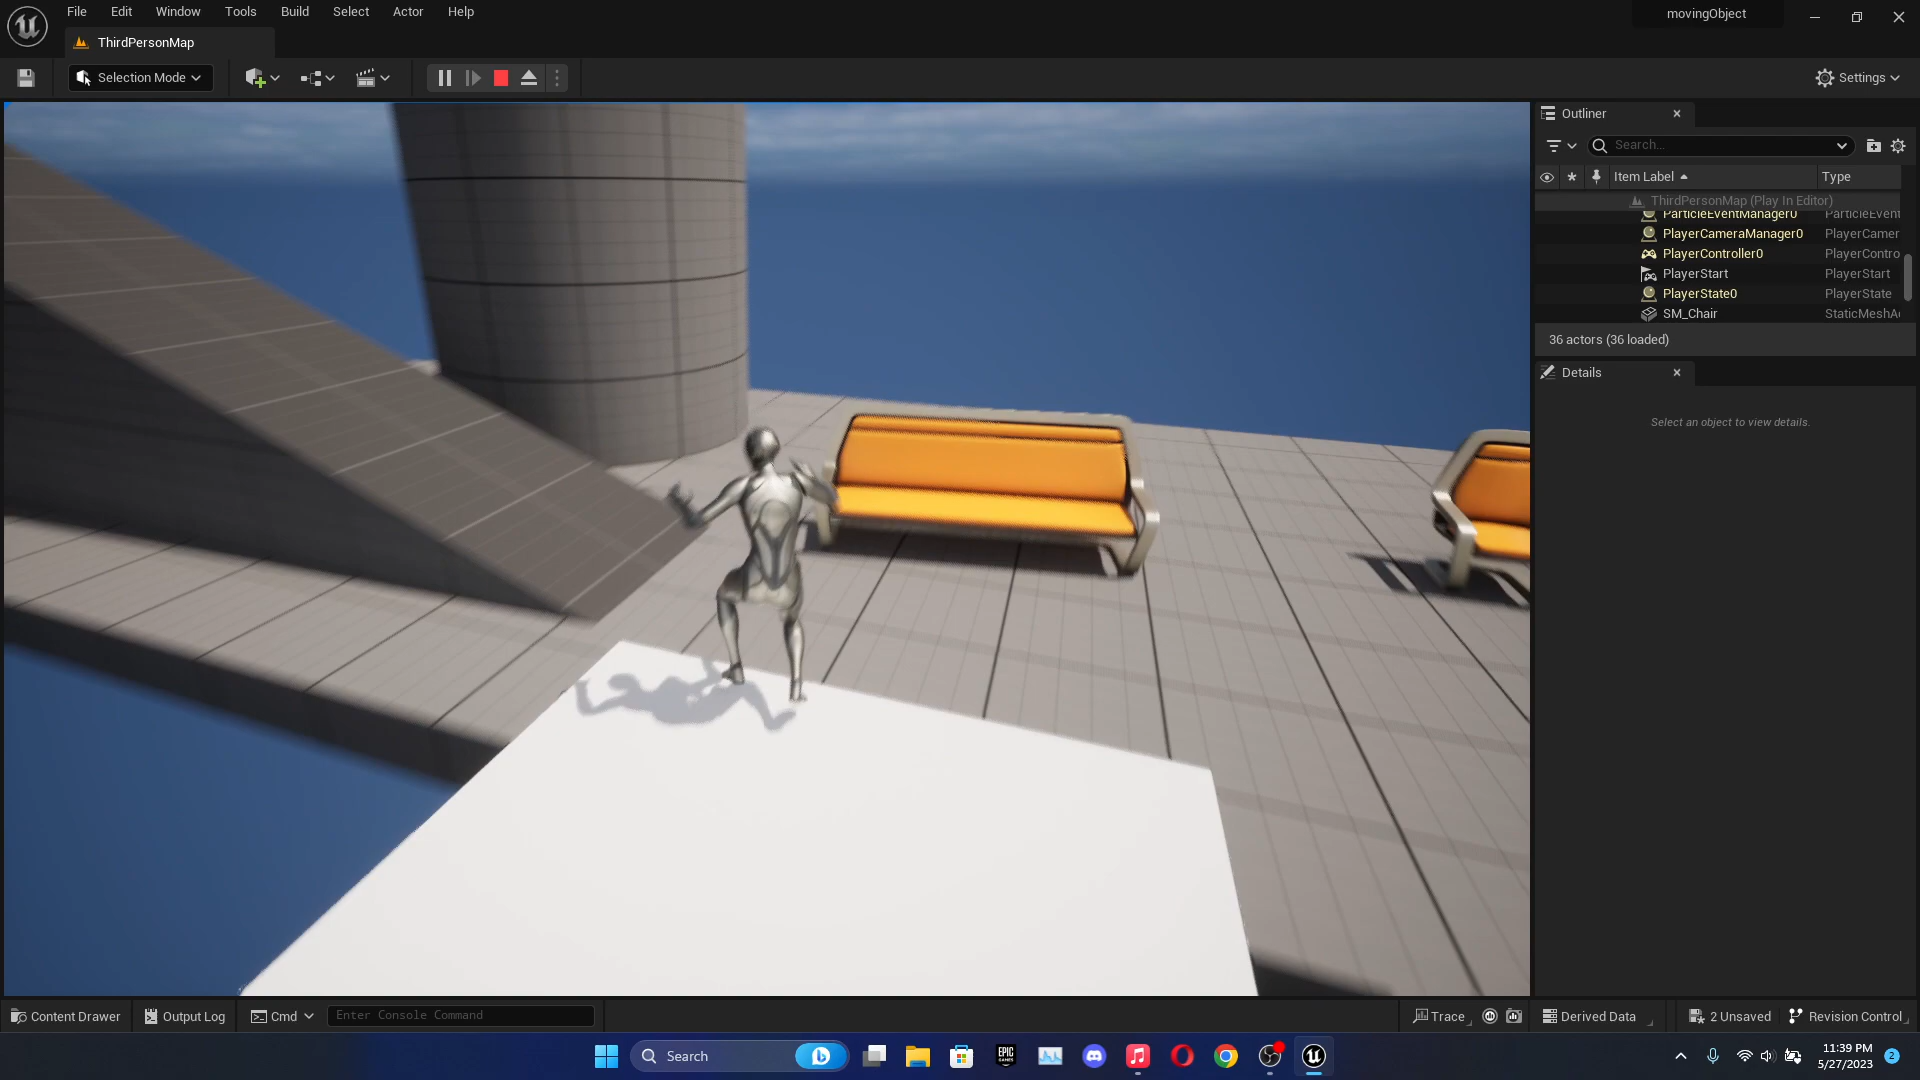 File Edit Window Tools Build Select Actor Help
movingObject
ThirdPersonMap
Selection Mode
Settings
Outliner
Search...
Item Label Type
ThirdPersonMap (Play In Editor)
ParticleEventManager0 ParticleEvent
PlayerCameraManager0 PlayerCamer
PlayerController0 PlayerContro
PlayerStart PlayerStart
PlayerState0 PlayerState
SM_Chair StaticMeshA
36 actors (36 loaded)
Details
Select an object to view details.
Content Drawer Output Log Cmd Enter Console Command Trace Derived Data 2 Unsaved Revision Control
Search
EPIC GAMES
11:39 PM
5/27/2023
2